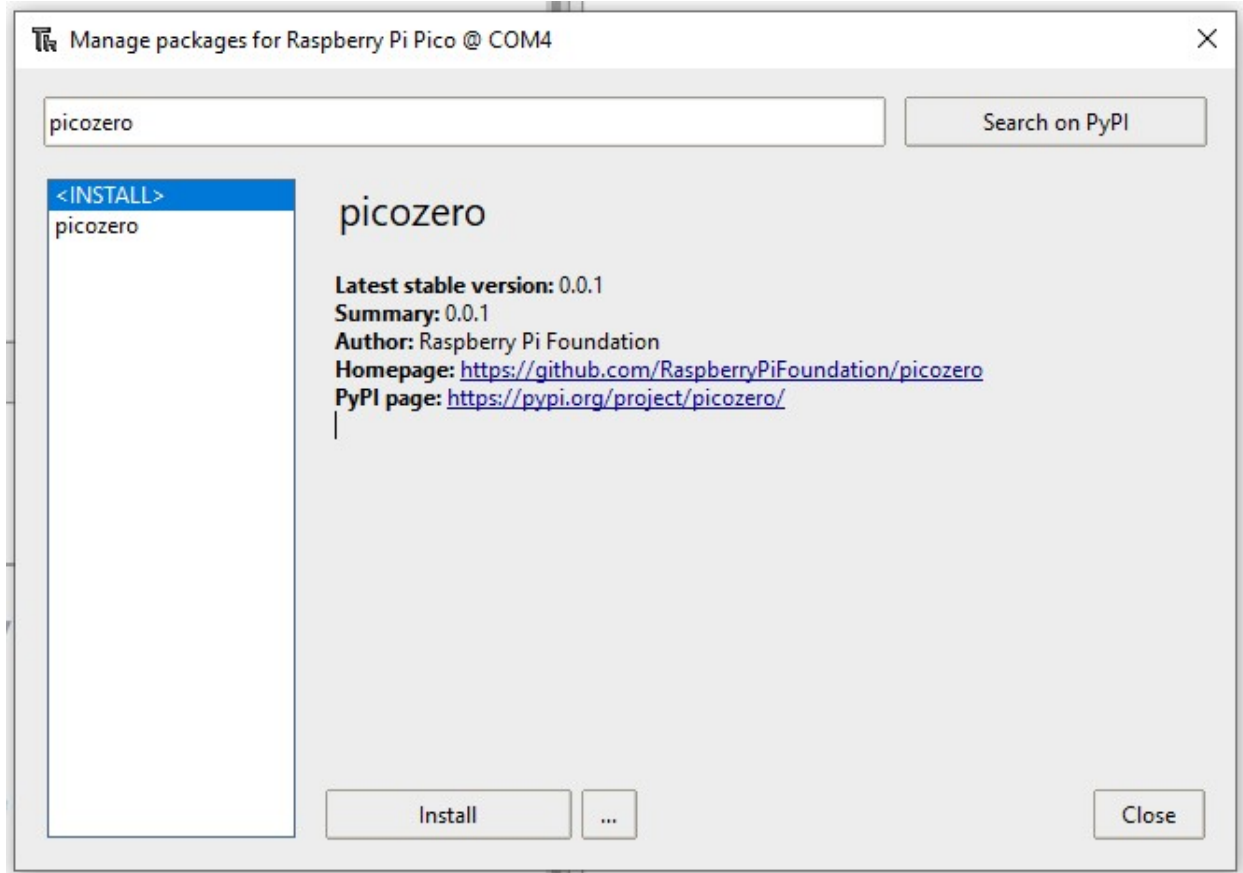 Manage packages for Raspberry Pi Pico @ COM4
picozero
Search on PyPI
<INSTALL>
picozero
picozero
Latest stable version: 0.0.1
Summary: 0.0.1
Author: Raspberry Pi Foundation
Homepage: https://github.com/RaspberryPiFoundation/picozero
PyPI page: https://pypi.org/project/picozero/
Install
...
Close